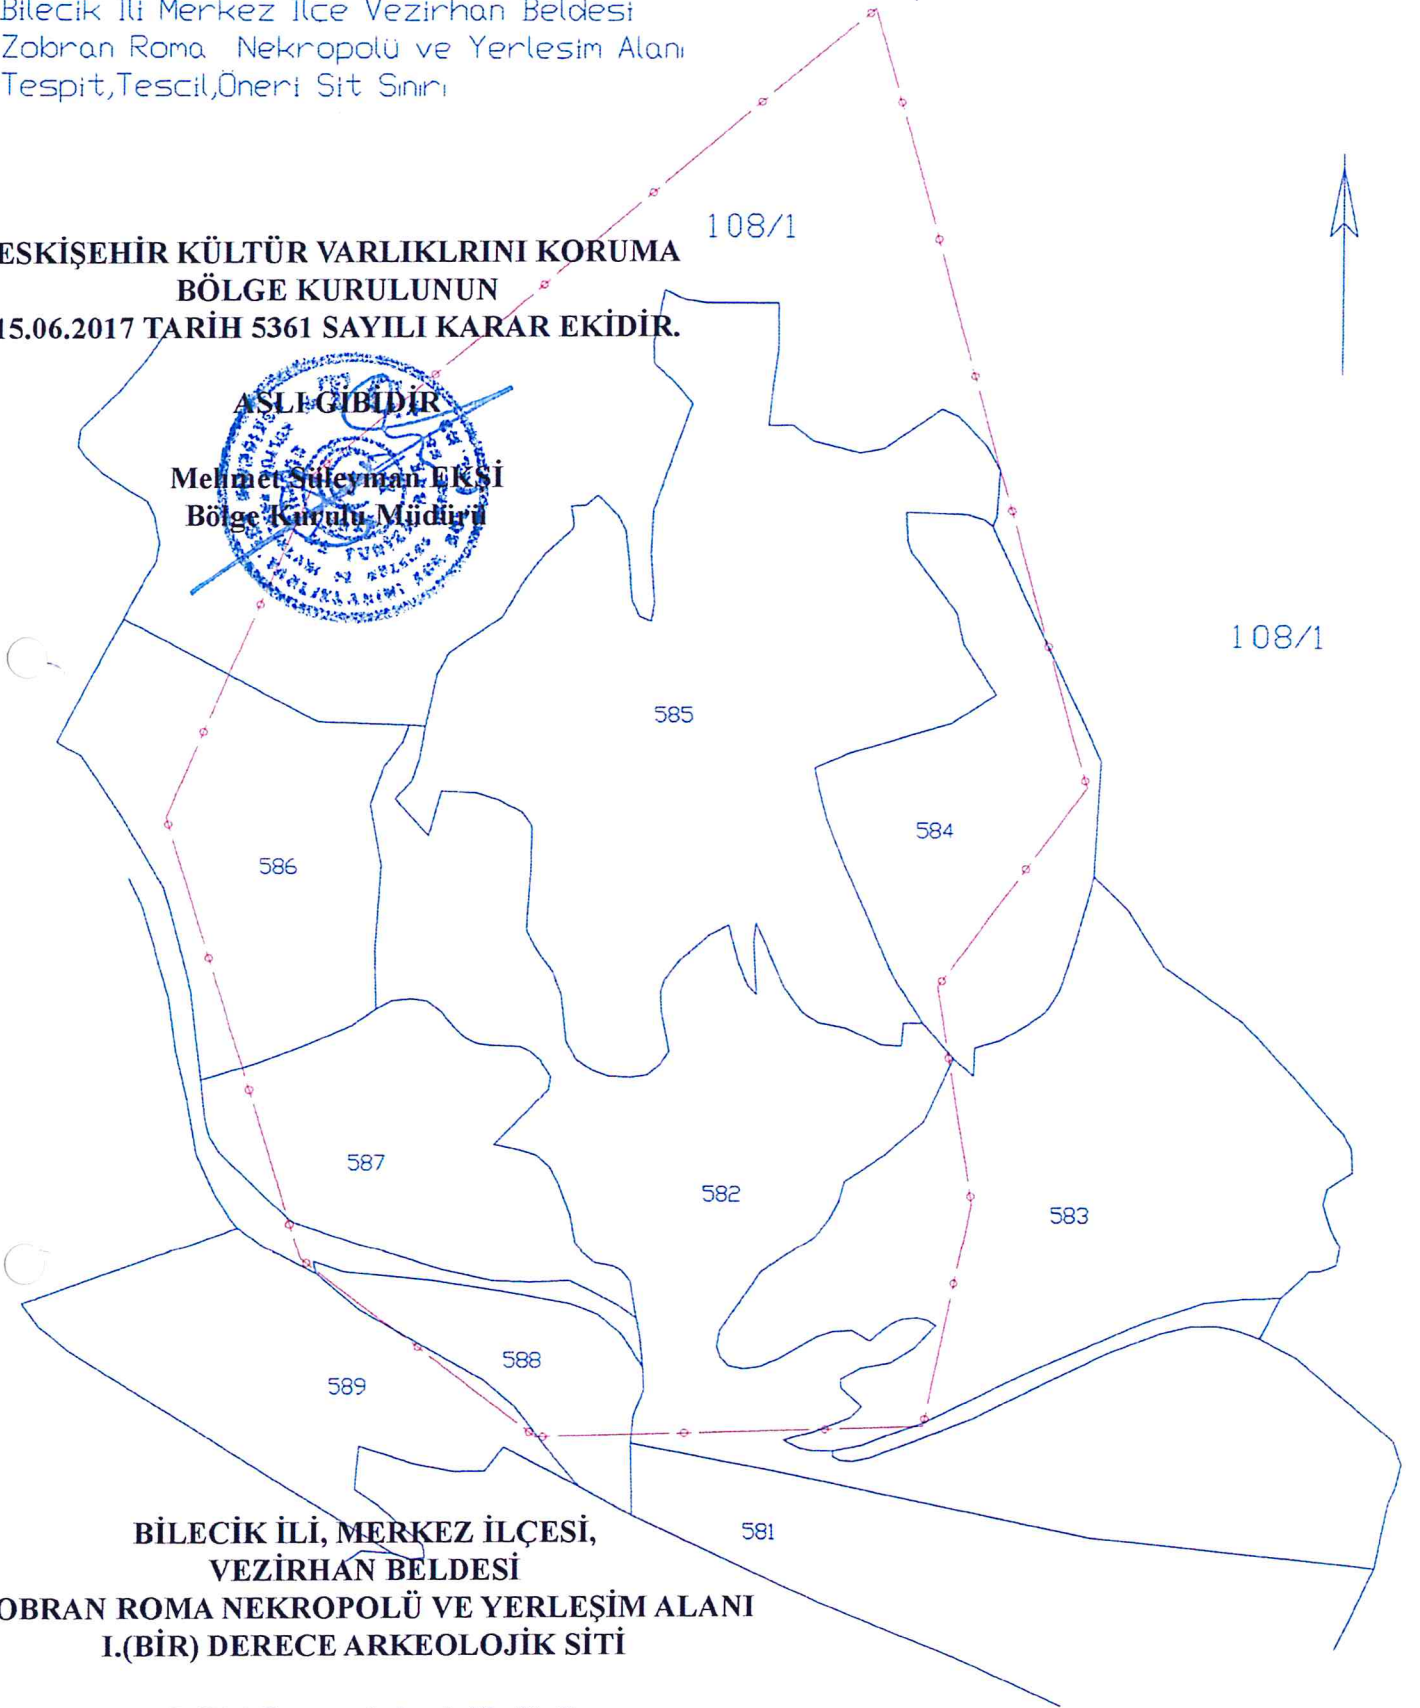 Bilecik İli Merkez İlce Vezirhan Beldesi
Zobran Roma Nekropolü ve Yerlesim Alanı
Tespit,Tescil,Öneri Sit Sınırı
108/1
ESKİŞEHİR KÜLTÜR VARLIKLRINI KORUMA
BÖLGE KURULUNUN
15.06.2017 TARİH 5361 SAYILI KARAR EKİDİR.
ASLI GİBİDİR
Mehmet Süleyman EKŞİ
Bölge Kurulu Müdürü
108/1
585
584
586
587
582
583
588
589
581
BİLECİK İLİ, MERKEZ İLÇESİ,
VEZİRHAN BELDESİ
OBRAN ROMA NEKROPOLÜ VE YERLEŞİM ALANI
I.(BİR) DERECE ARKEOLOJİK SİTİ